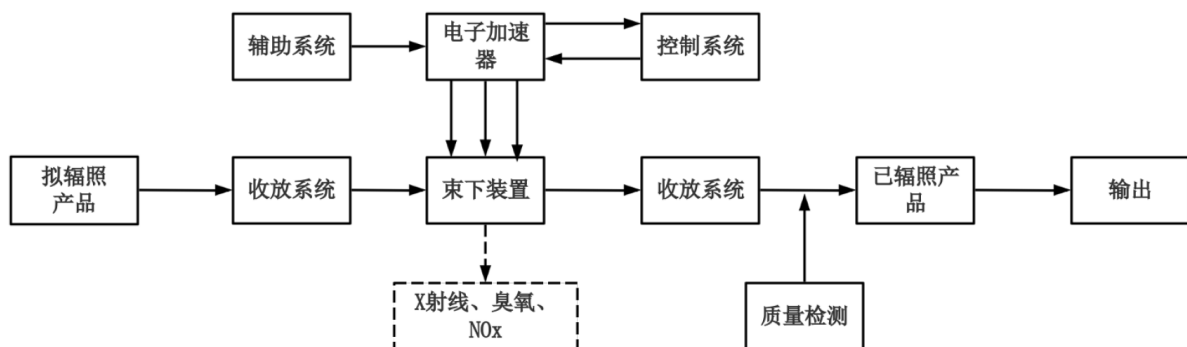 辅助系统
电子加速
器
控制系统
拟辐照
产品
收放系统
束下装置
收放系统
已辐照产
品
输出
X射线、臭氧、
NOx
质量检测